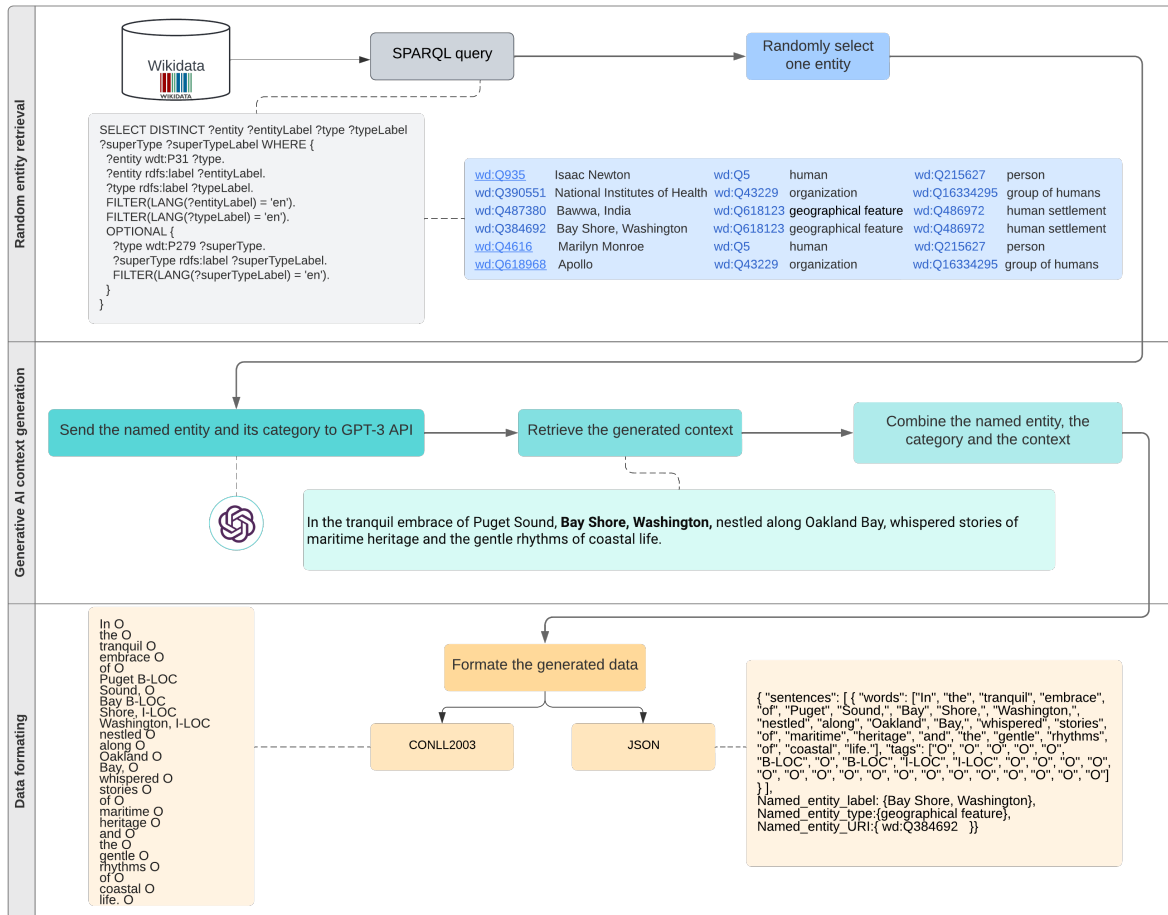 Random entity retrieval
Wikidata
WIKIDATA
SPARQL query
Randomly select
one entity
SELECT DISTINCT ?entity ?entityLabel ?type ?typeLabel
?superType ?superTypeLabel WHERE {
?entity wdt:P31 ?type.
?entity rdfs:label ?entityLabel.
?type rdfs:label ?typeLabel.
FILTER(LANG(?entityLabel) = 'en').
FILTER(LANG(?typeLabel) = 'en').
OPTIONAL {
?type wdt:P279 ?superType.
?superType rdfs:label ?superTypeLabel.
FILTER(LANG(?superTypeLabel) = 'en').
}
}
wd:Q935 Isaac Newton wd:Q5 human wd:Q215627 person
wd:Q390551 National Institutes of Health wd:Q43229 organization wd:Q16334295 group of humans
wd:Q487380 Bawwa, India wd:Q618123 geographical feature wd:Q486972 human settlement
wd:Q384692 Bay Shore, Washington wd:Q618123 geographical feature wd:Q486972 human settlement
wd:Q4616 Marilyn Monroe wd:Q5 human wd:Q215627 person
wd:Q618968 Apollo wd:Q43229 organization wd:Q16334295 group of humans
Generative AI context generation
Send the named entity and its category to GPT-3 API
Retrieve the generated context
Combine the named entity, the
category and the context
In the tranquil embrace of Puget Sound, Bay Shore, Washington, nestled along Oakland Bay, whispered stories of
maritime heritage and the gentle rhythms of coastal life.
Data formating
In O
the O
tranquil O
embrace O
of O
Puget B-LOC
Sound, O
Bay B-LOC
Shore, I-LOC
Washington, I-LOC
nestled O
along O
Oakland O
Bay, O
whispered O
stories O
of O
maritime O
heritage O
and O
the O
gentle O
rhythms O
of O
coastal O
life. O
Formate the generated data
CONLL2003
JSON
{ "sentences": [ { "words": ["In", "the", "tranquil", "embrace",
"of", "Puget", "Sound,", "Bay", "Shore,", "Washington,",
"nestled", "along", "Oakland", "Bay,", "whispered", "stories",
"of", "maritime", "heritage", "and", "the", "gentle", "rhythms",
"of", "coastal", "life."], "tags": ["O", "O", "O", "O", "O",
"B-LOC", "O", "B-LOC", "I-LOC", "I-LOC", "O", "O", "O", "O",
"O", "O", "O", "O", "O", "O", "O", "O", "O", "O", "O", "O", "O"]
} ],
Named_entity_label: {Bay Shore, Washington},
Named_entity_type:{geographical feature},
Named_entity_URI:{ wd:Q384692 }}